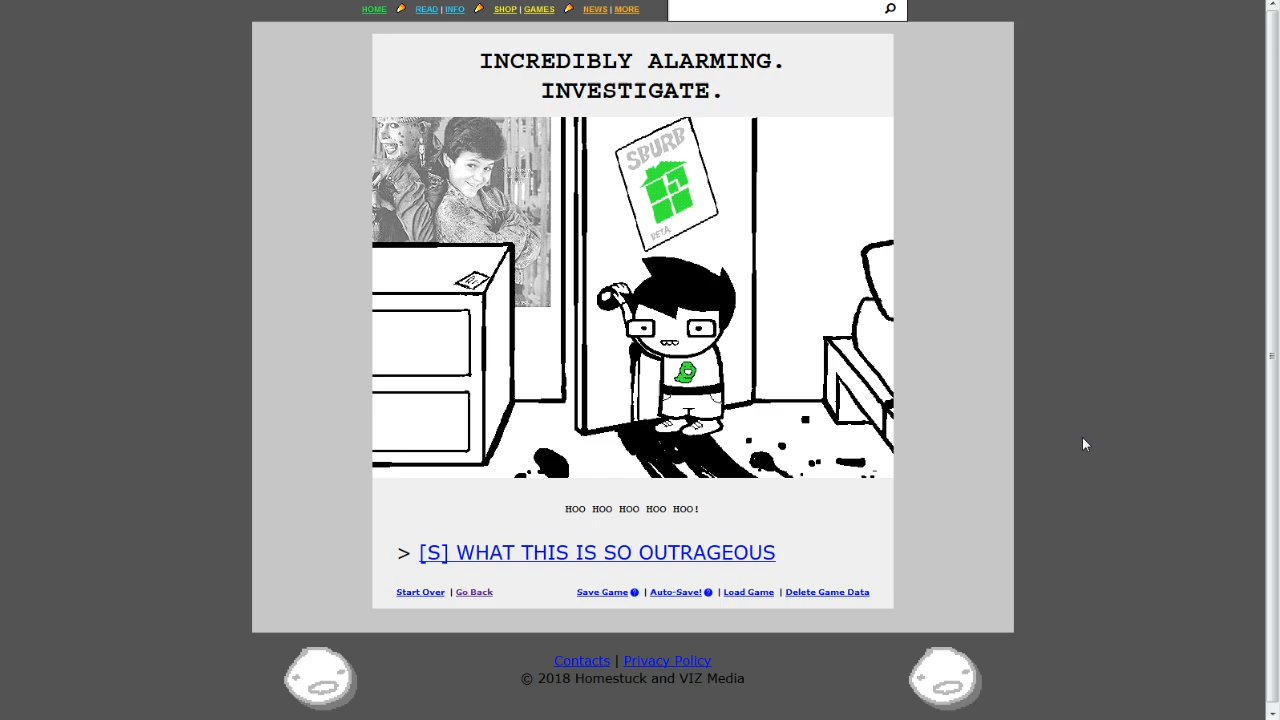 HOME READ | INFO SHOP | GAMES NEWS | MORE
INCREDIBLY ALARMING.
INVESTIGATE.
SBURB
BETA
HOO HOO HOO HOO HOO!
> [S] WHAT THIS IS SO OUTRAGEOUS
Start Over | Go Back Save Game ? | Auto-Save! ? | Load Game | Delete Game Data
Contacts | Privacy Policy
© 2018 Homestuck and VIZ Media